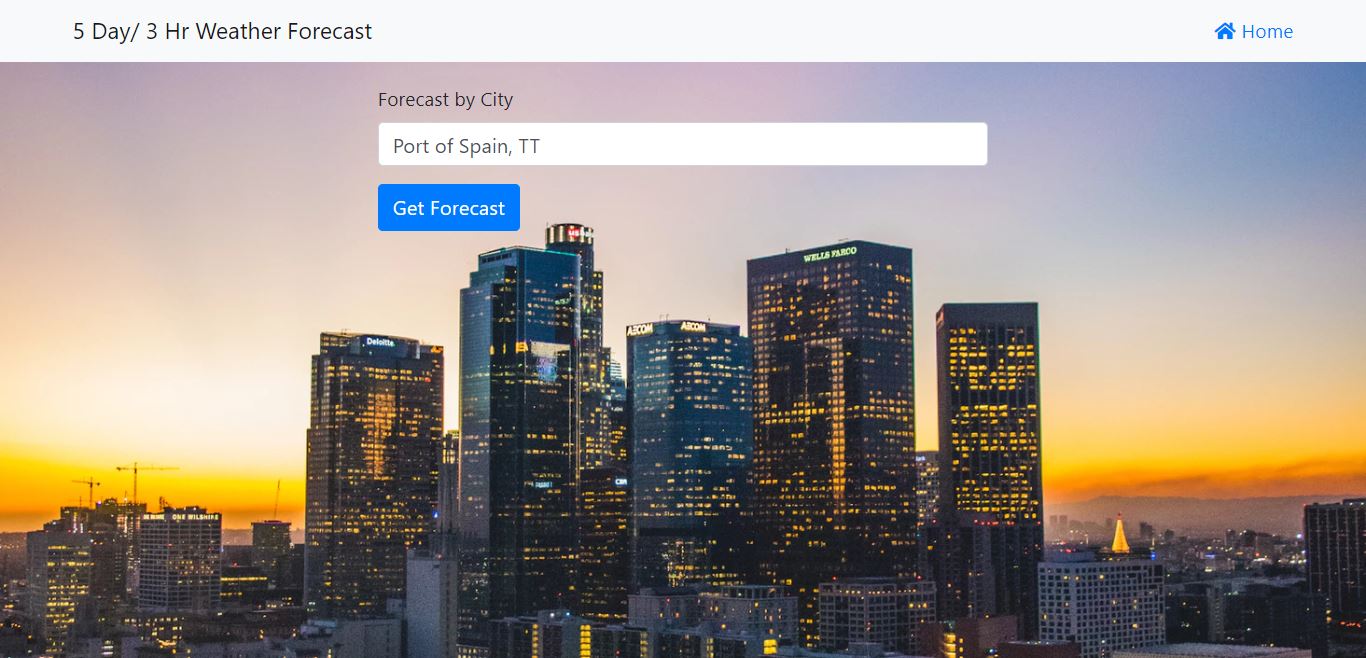 5 Day/ 3 Hr Weather Forecast
Home
Forecast by City
Port of Spain, TT
Get Forecast
WELLS FARGO
AECOM
AECOM
Deloitte.
ONE WILSHIRE